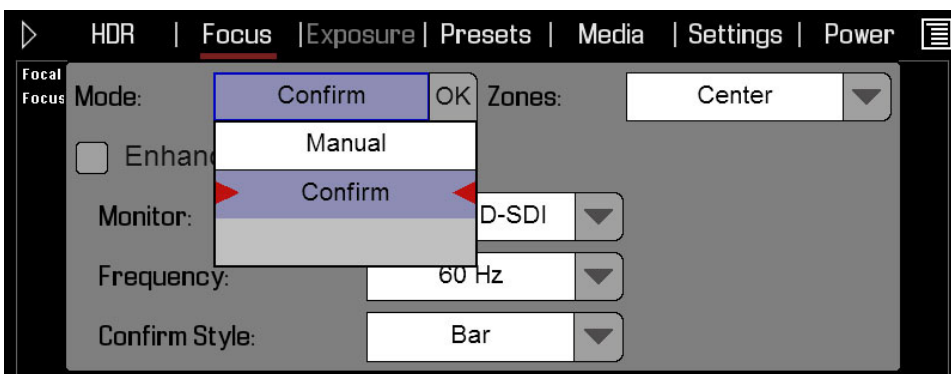 HDR | Focus | Exposure | Presets | Media | Settings | Power
Focal
Focus
Mode: Confirm OK Zones: Center
Manual
Confirm
Enhan
Monitor: D-SDI
Frequency: 60 Hz
Confirm Style: Bar